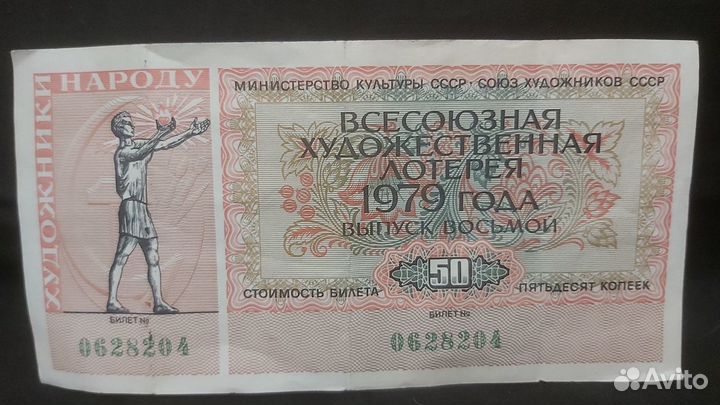 ХУДОЖНИКИ НАРОДУ
БИЛЕТ №
0628204
МИНИСТЕРСТВО КУЛЬТУРЫ СССР · СОЮЗ ХУДОЖНИКОВ СССР
ВСЕСОЮЗНАЯ
ХУДОЖЕСТВЕННАЯ
ЛОТЕРЕЯ
1979 ГОДА
ВЫПУСК ВОСЬМОЙ
50
СТОИМОСТЬ БИЛЕТА ПЯТЬДЕСЯТ КОПЕЕК
БИЛЕТ №
0628204
Avito